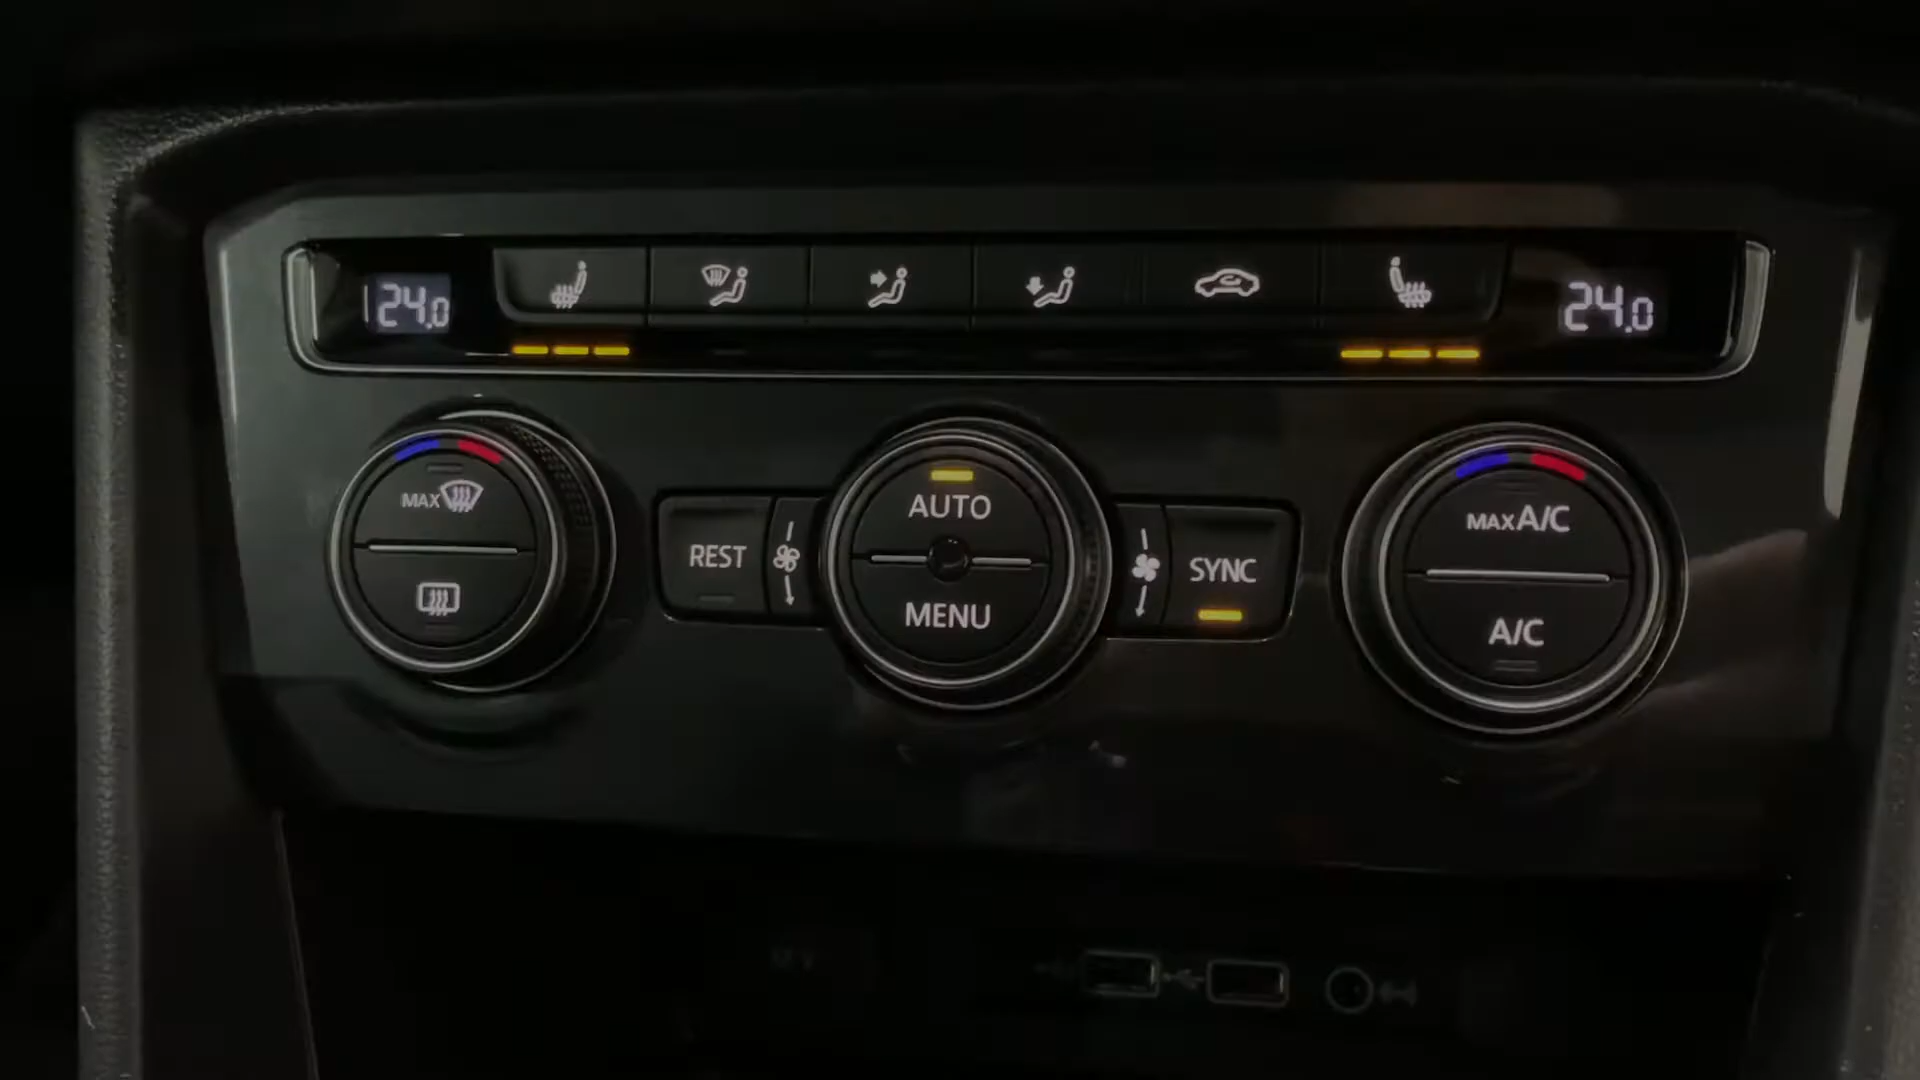 24.0
24.0
MAX
REST
AUTO
MENU
SYNC
MAX A/C
A/C